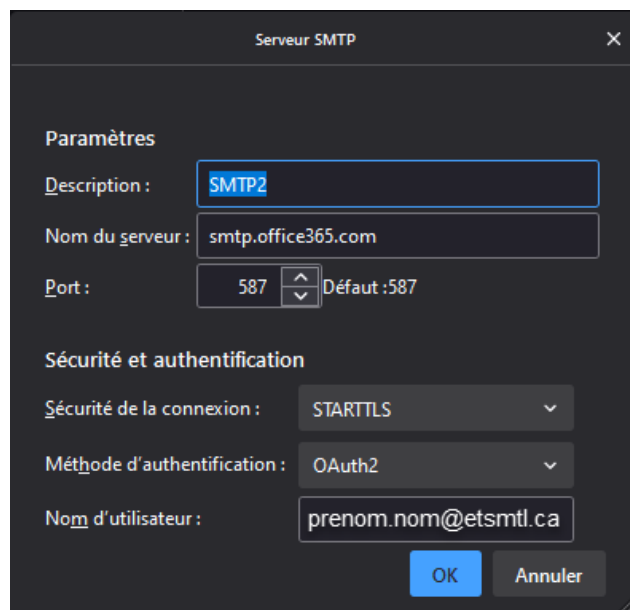 Serveur SMTP
Paramètres
Description : SMTP2
Nom du serveur : smtp.office365.com
Port : 587 Défaut :587
Sécurité et authentification
Sécurité de la connexion : STARTTLS
Méthode d'authentification : OAuth2
Nom d'utilisateur : prenom.nom@etsmtl.ca
OK Annuler